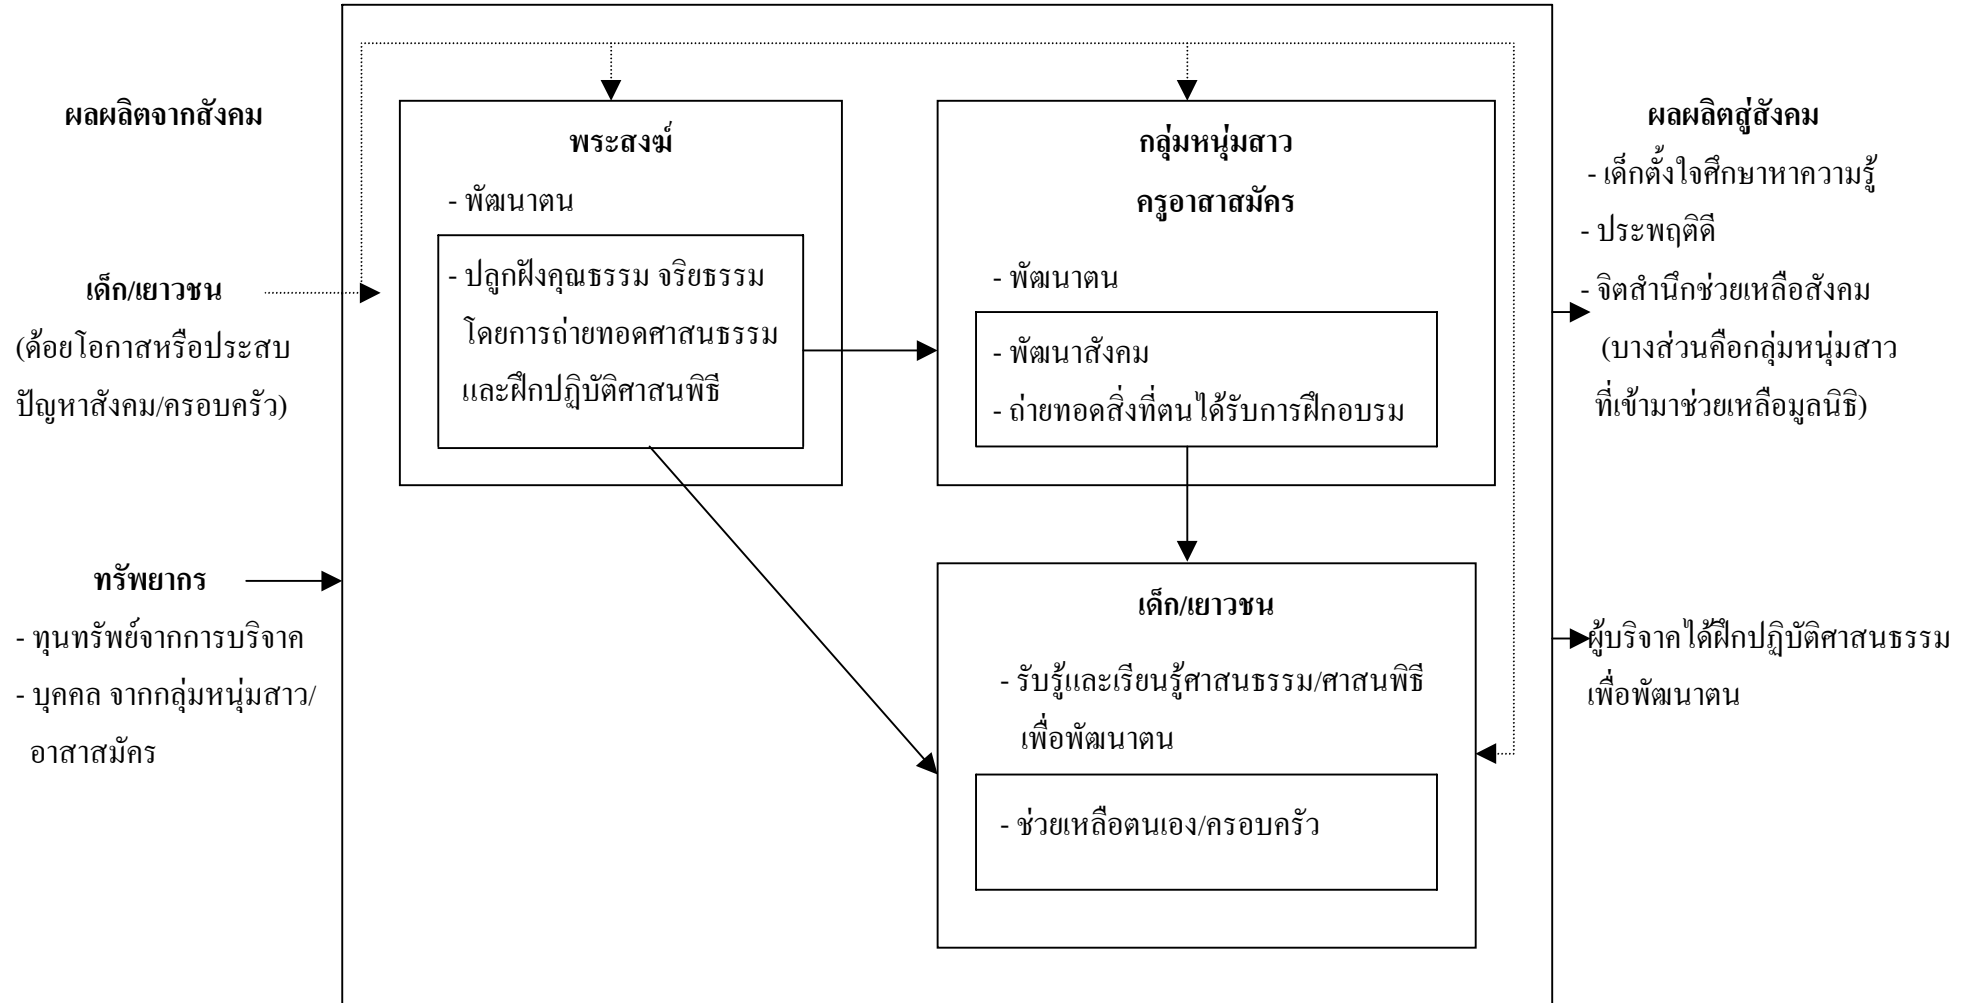 ผลผลิตจากสังคม
เด็ก/เยาวชน
(ด้อยโอกาสหรือประสบ
ปัญหาสังคม/ครอบครัว)
ทรัพยากร
- ทุนทรัพย์จากการบริจาค
- บุคคล จากกลุ่มหนุ่มสาว/
อาสาสมัคร
พระสงฆ์
- พัฒนาตน
- ปลูกฝังคุณธรรม จริยธรรม
โดยการถ่ายทอดศาสนธรรม
และฝึกปฏิบัติศาสนพิธี
กลุ่มหนุ่มสาว
ครูอาสาสมัคร
- พัฒนาตน
- พัฒนาสังคม
- ถ่ายทอดสิ่งที่ตนได้รับการฝึกอบรม
เด็ก/เยาวชน
- รับรู้และเรียนรู้ศาสนธรรม/ศาสนพิธี
เพื่อพัฒนาตน
- ช่วยเหลือตนเอง/ครอบครัว
ผลผลิตสู่สังคม
- เด็กตั้งใจศึกษาหาความรู้
- ประพฤติดี
- จิตสำนึกช่วยเหลือสังคม
(บางส่วนคือกลุ่มหนุ่มสาว
ที่เข้ามาช่วยเหลือมูลนิธิ)
ผู้บริจาคได้ฝึกปฏิบัติศาสนธรรม
เพื่อพัฒนาตน